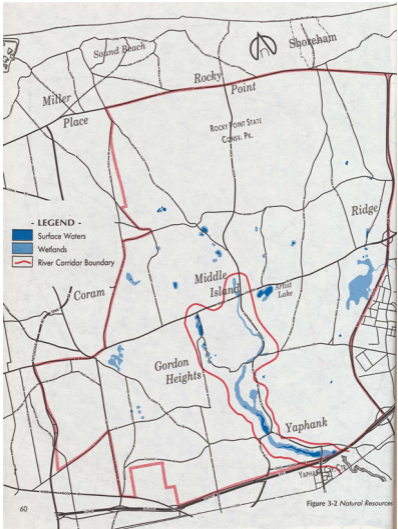 Sound Beach
Shoreham
n
Rocky
Point
Miller
Place
ROCKY POINT STATE
CONSV. PK.
- LEGEND -
Surface Waters
Wetlands
River Corridor Boundary
Ridge
Coram
Middle
Island
Artist
Lake
Gordon
Heights
Yaphank
60
Figure 3-2 Natural Resources